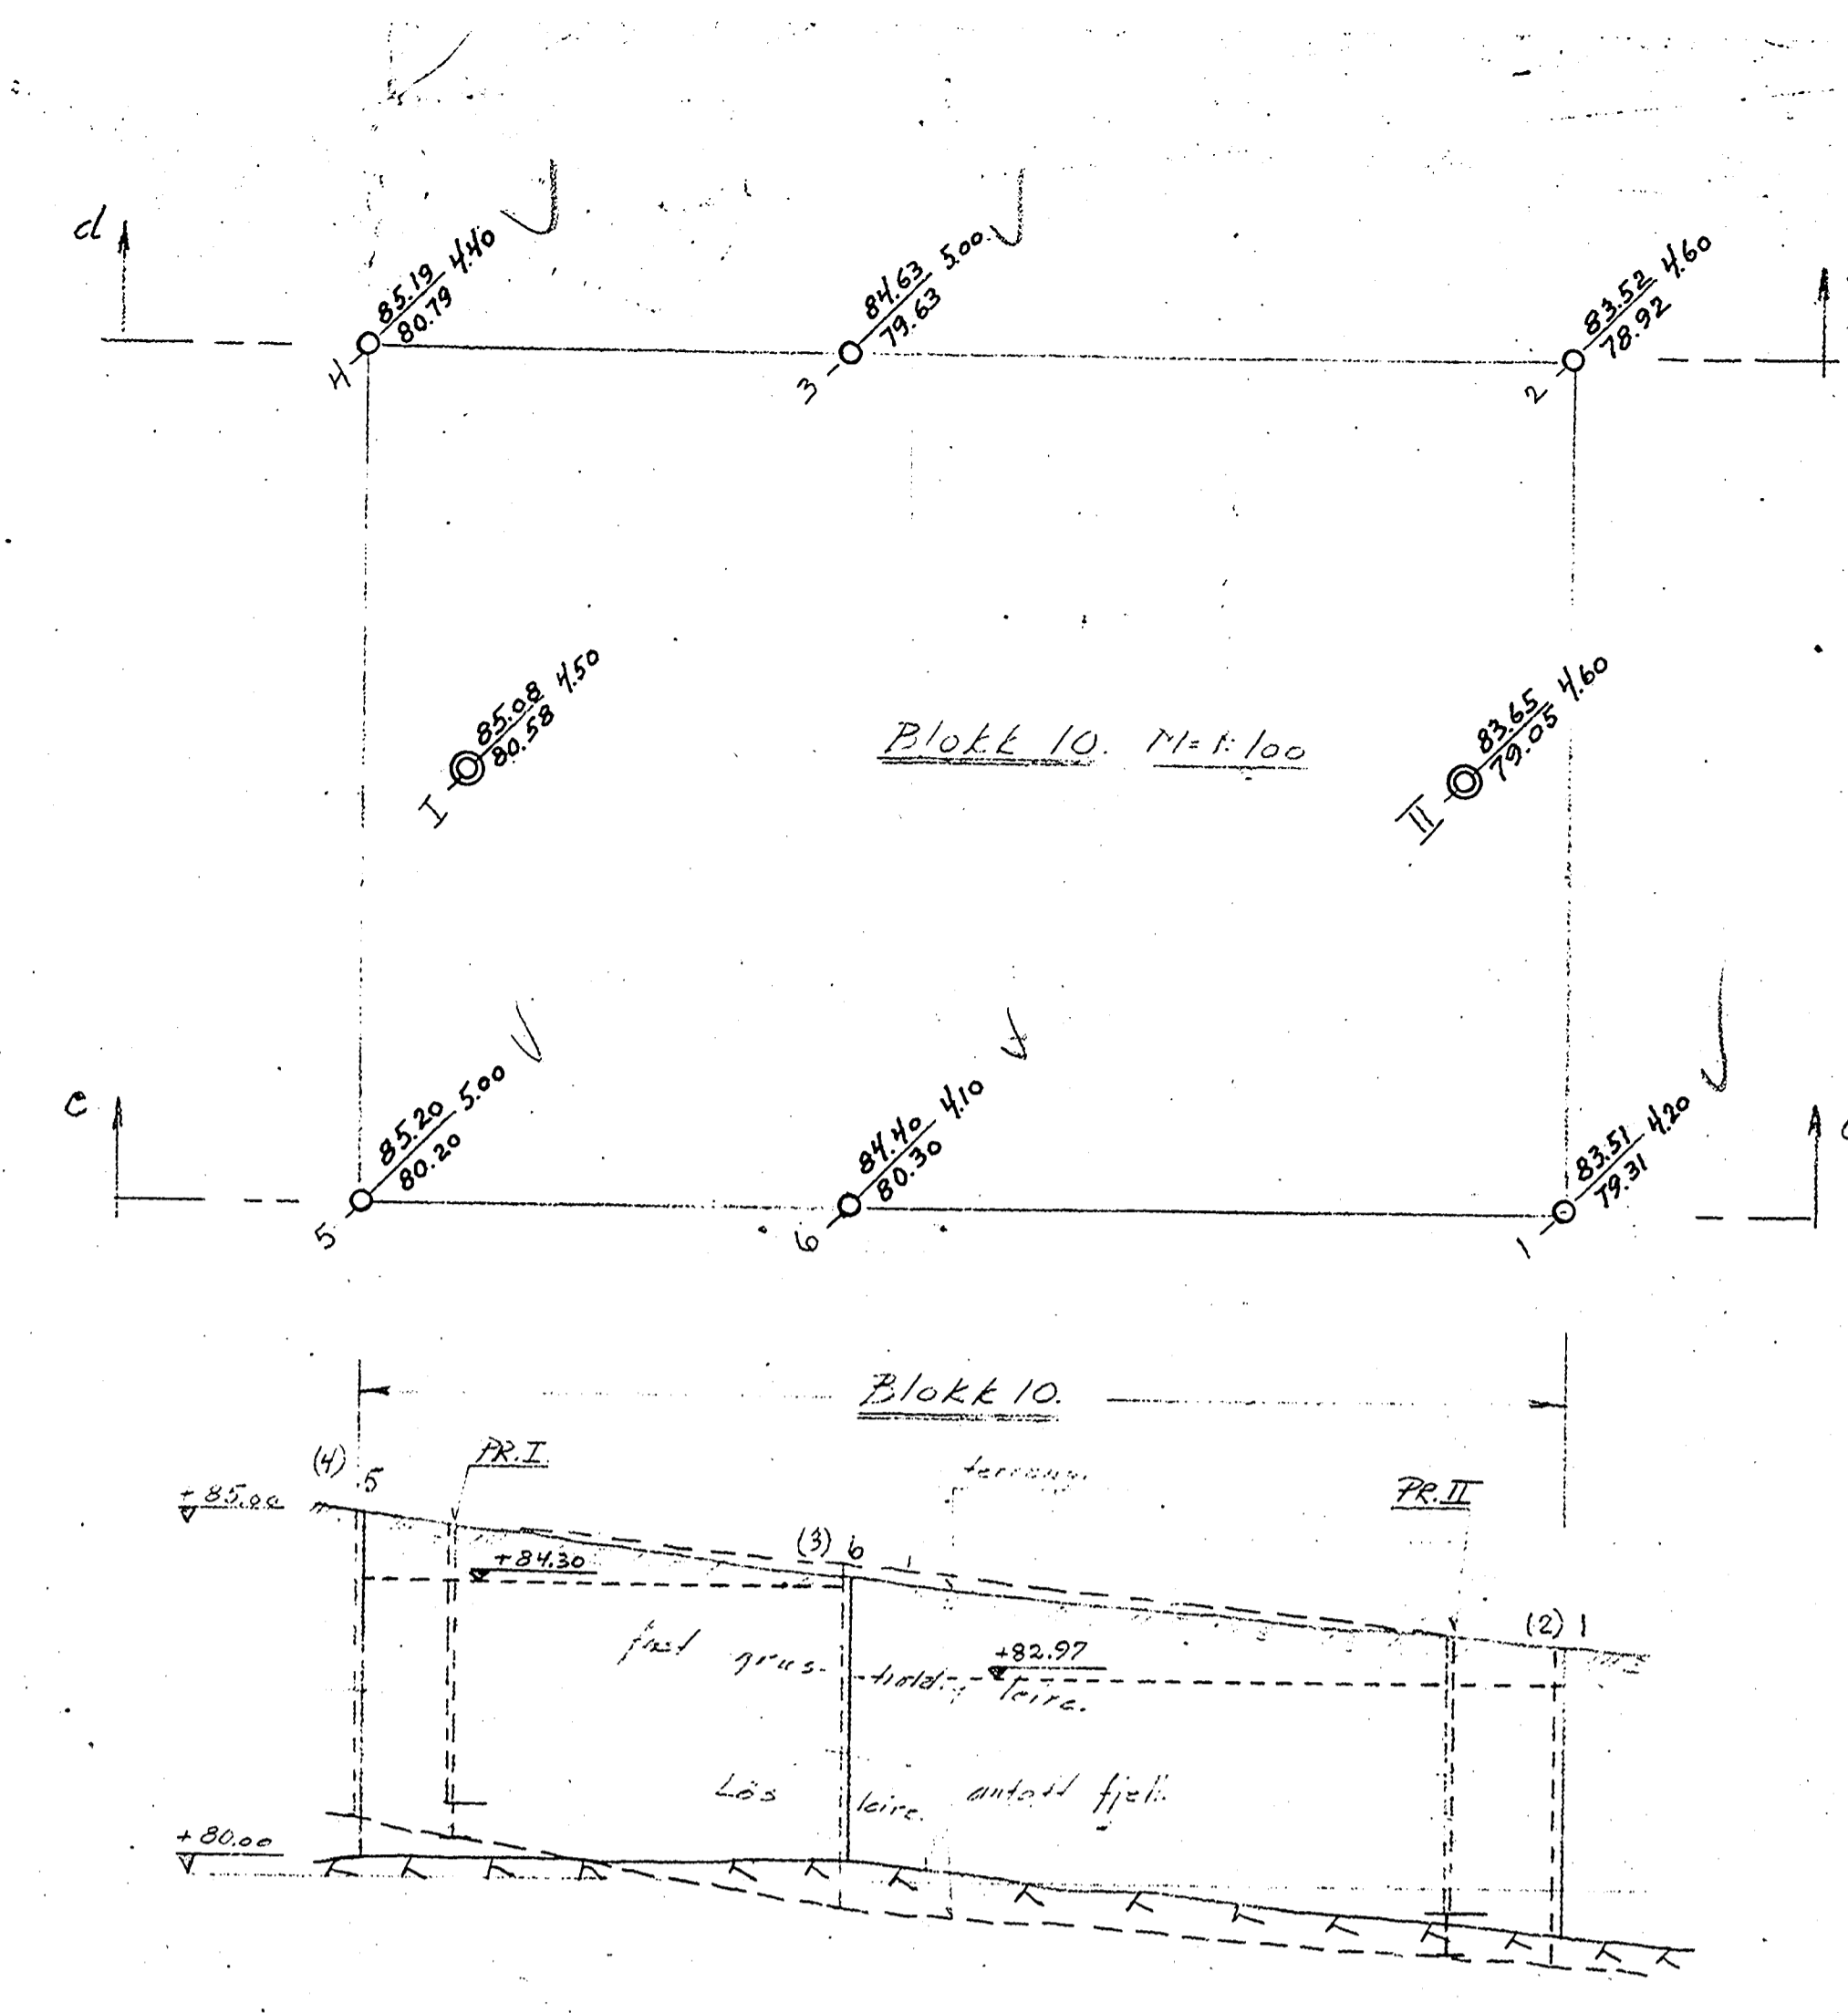 d
85.19 4.40
80.79
4
84.63 5.00
79.63
3
83.52 4.60
78.92
2
85.08 4.50
80.58
I
Blokk 10. M= 1:100
83.65 4.60
79.05
II
c
85.20 5.00
80.20
5
84.40 4.10
80.30
6
83.51 4.20
79.31
1
Blokk 10.
(4) 5
PR. I
terreng.
+ 85.00
PR. II
(3) 6
+84.30
(2) 1
fast grus- holdig leire.
+82.97
Lös leire.
antatt fjell.
+ 80.00